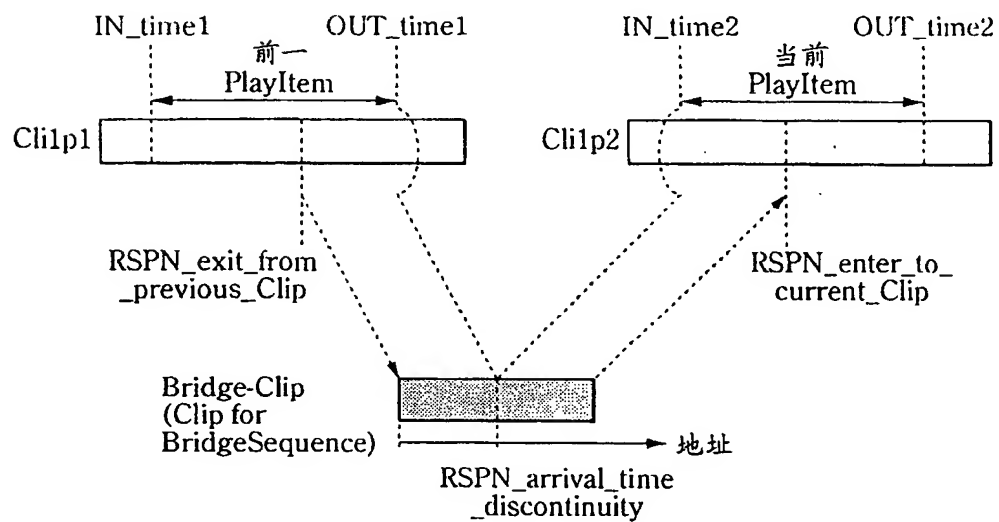 IN_time1
OUT_time1
IN_time2
OUT_time2
前一
PlayItem
当前
PlayItem
Cli1p1
Cli1p2
RSPN_exit_from
_previous_Clip
RSPN_enter_to_
current_Clip
Bridge-Clip
(Clip for
BridgeSequence)
地址
RSPN_arrival_time
_discontinuity